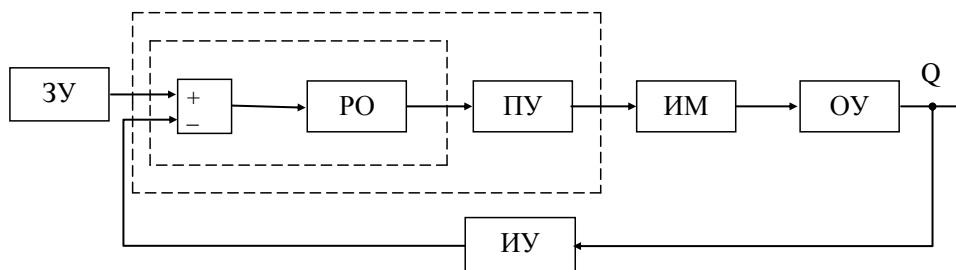 Q
ЗУ
+
–
РО
ПУ
ИМ
ОУ
ИУ